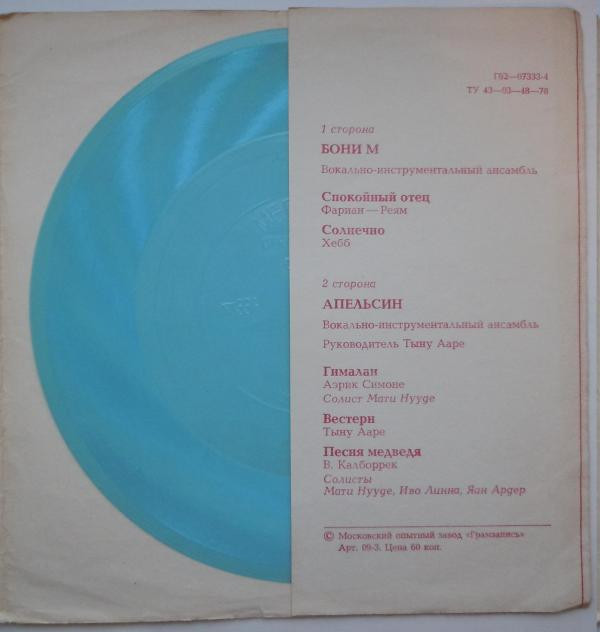 Г62—07333-4
ТУ 43—03—48—78
1 сторона
БОНИ М
Вокально-инструментальный ансамбль
Спокойный отец
Фариан — Реям
Солнечно
Хебб
2 сторона
АПЕЛЬСИН
Вокально-инструментальный ансамбль
Руководитель Тыну Ааре
Гималаи
Аэрик Симоне
Солист Мати Нууде
Вестерн
Тыну Ааре
Песня медведя
В. Калборрек
Солисты
Мати Нууде, Иво Линна, Яан Ардер
© Московский опытный завод «Грамзапись»
Арт. 09-3. Цена 60 коп.